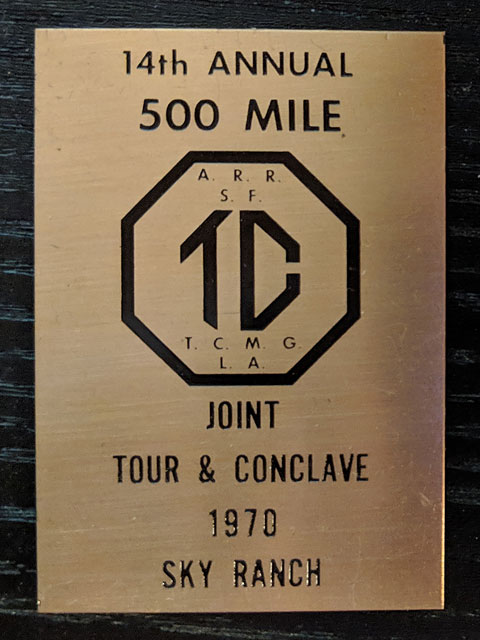 14th ANNUAL
500 MILE
A. R. R.
S. F.
TC
T. C. M. G.
L. A.
JOINT
TOUR & CONCLAVE
1970
SKY RANCH